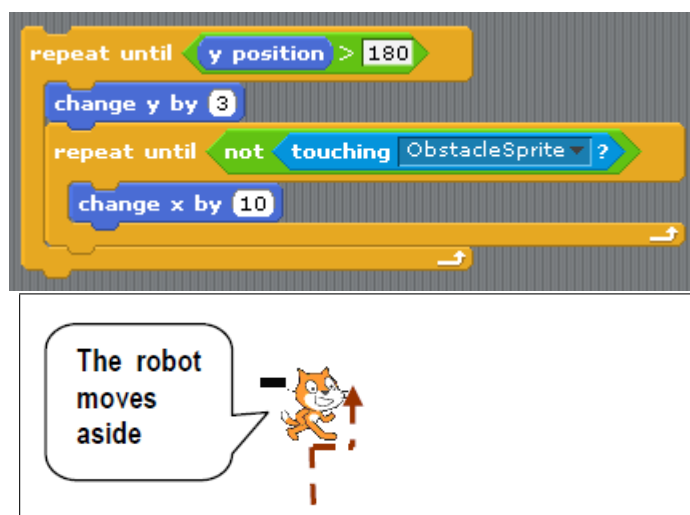 repeat until y position > 180
change y by 3
repeat until not touching ObstacleSprite ?
change x by 10
The robot
moves
aside